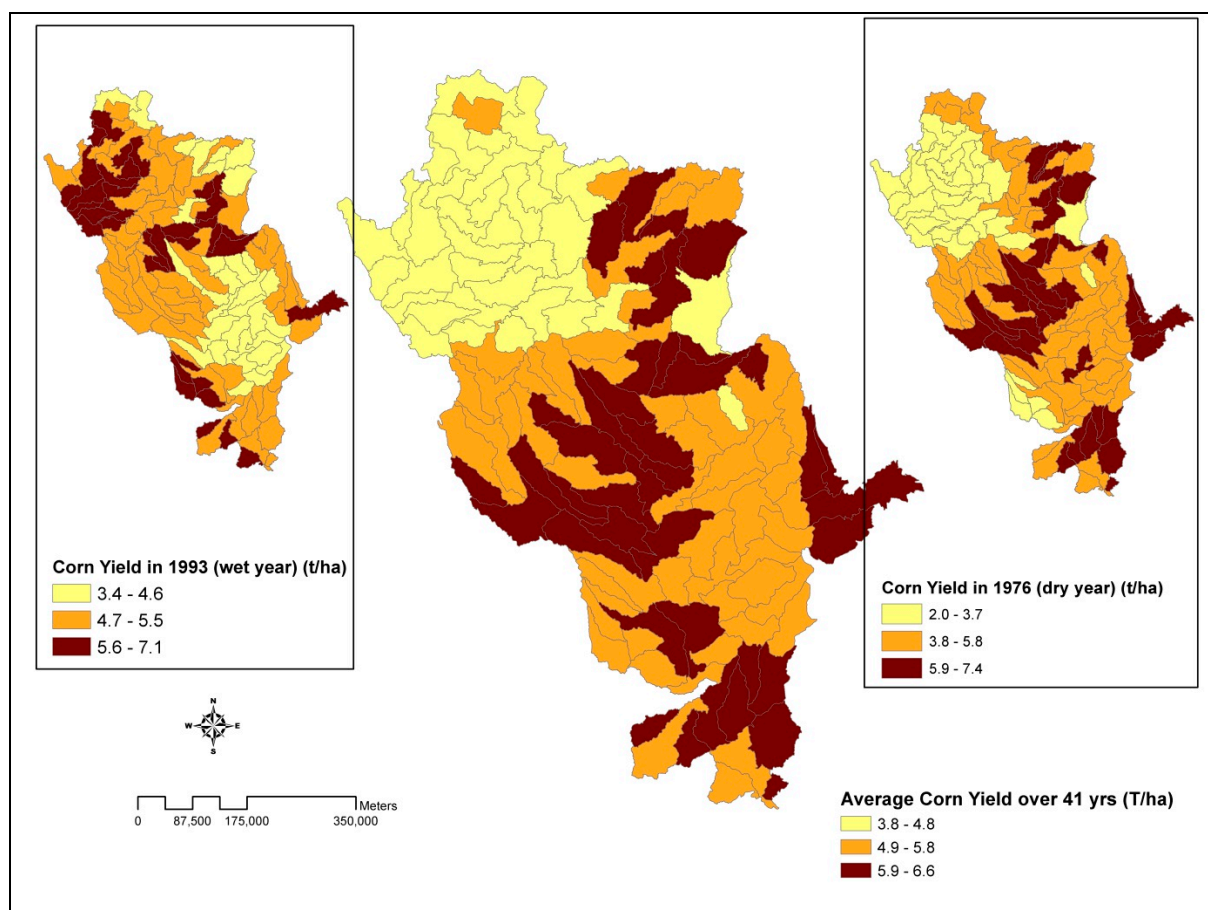 Corn Yield in 1993 (wet year) (t/ha)
3.4 - 4.6
4.7 - 5.5
5.6 - 7.1
N
W E
S
Meters
0 87,500 175,000 350,000
Corn Yield in 1976 (dry year) (t/ha)
2.0 - 3.7
3.8 - 5.8
5.9 - 7.4
Average Corn Yield over 41 yrs (T/ha)
3.8 - 4.8
4.9 - 5.8
5.9 - 6.6